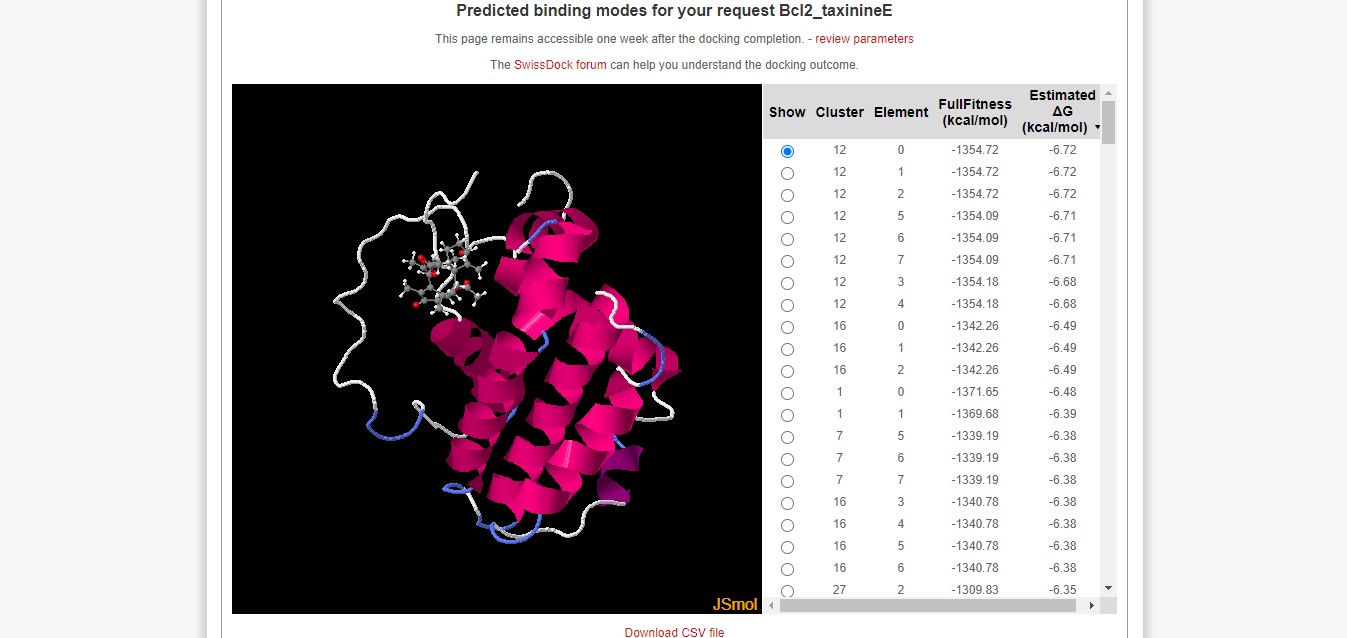 Predicted binding modes for your request Bcl2_taxinineE
This page remains accessible one week after the docking completion. - review parameters
The SwissDock forum can help you understand the docking outcome.
Show Cluster Element FullFitness (kcal/mol) Estimated ΔG (kcal/mol)
12 0 -1354.72 -6.72
12 1 -1354.72 -6.72
12 2 -1354.72 -6.72
12 5 -1354.09 -6.71
12 6 -1354.09 -6.71
12 7 -1354.09 -6.71
12 3 -1354.18 -6.68
12 4 -1354.18 -6.68
16 0 -1342.26 -6.49
16 1 -1342.26 -6.49
16 2 -1342.26 -6.49
1 0 -1371.65 -6.48
1 1 -1369.68 -6.39
7 5 -1339.19 -6.38
7 6 -1339.19 -6.38
7 7 -1339.19 -6.38
16 3 -1340.78 -6.38
16 4 -1340.78 -6.38
16 5 -1340.78 -6.38
16 6 -1340.78 -6.38
27 2 -1309.83 -6.35
JSmol
Download CSV file